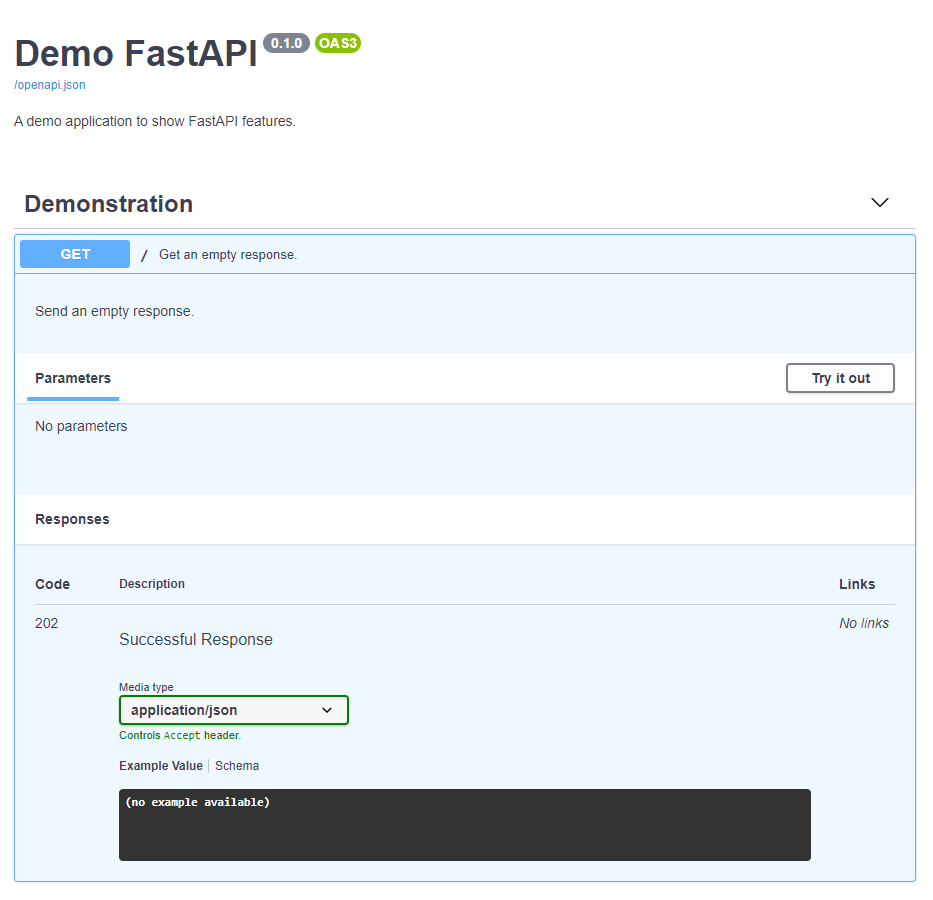 Demo FastAPI 0.1.0 OAS3
/openapi.json
A demo application to show FastAPI features.
Demonstration
GET / Get an empty response.
Send an empty response.
Parameters Try it out
No parameters
Responses
Code Description Links
202 Successful Response No links
Media type
application/json
Controls Accept header.
Example Value Schema
(no example available)